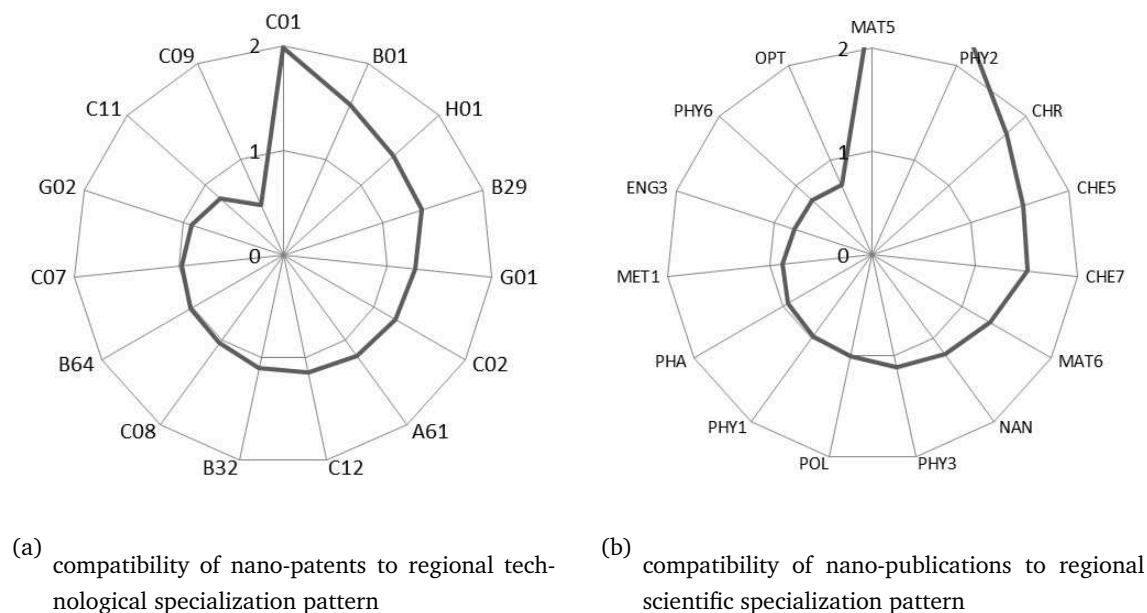 C01
C09
2
B01
C11
H01
1
G02
B29
0
C07
G01
B64
C02
C08
A61
B32
C12
MAT5
OPT
2
PHY2
PHY6
CHR
1
ENG3
CHE5
0
MET1
CHE7
PHA
MAT6
PHY1
NAN
POL
PHY3
(a) compatibility of nano-patents to regional tech-
nological specialization pattern
(b) compatibility of nano-publications to regional
scientific specialization pattern